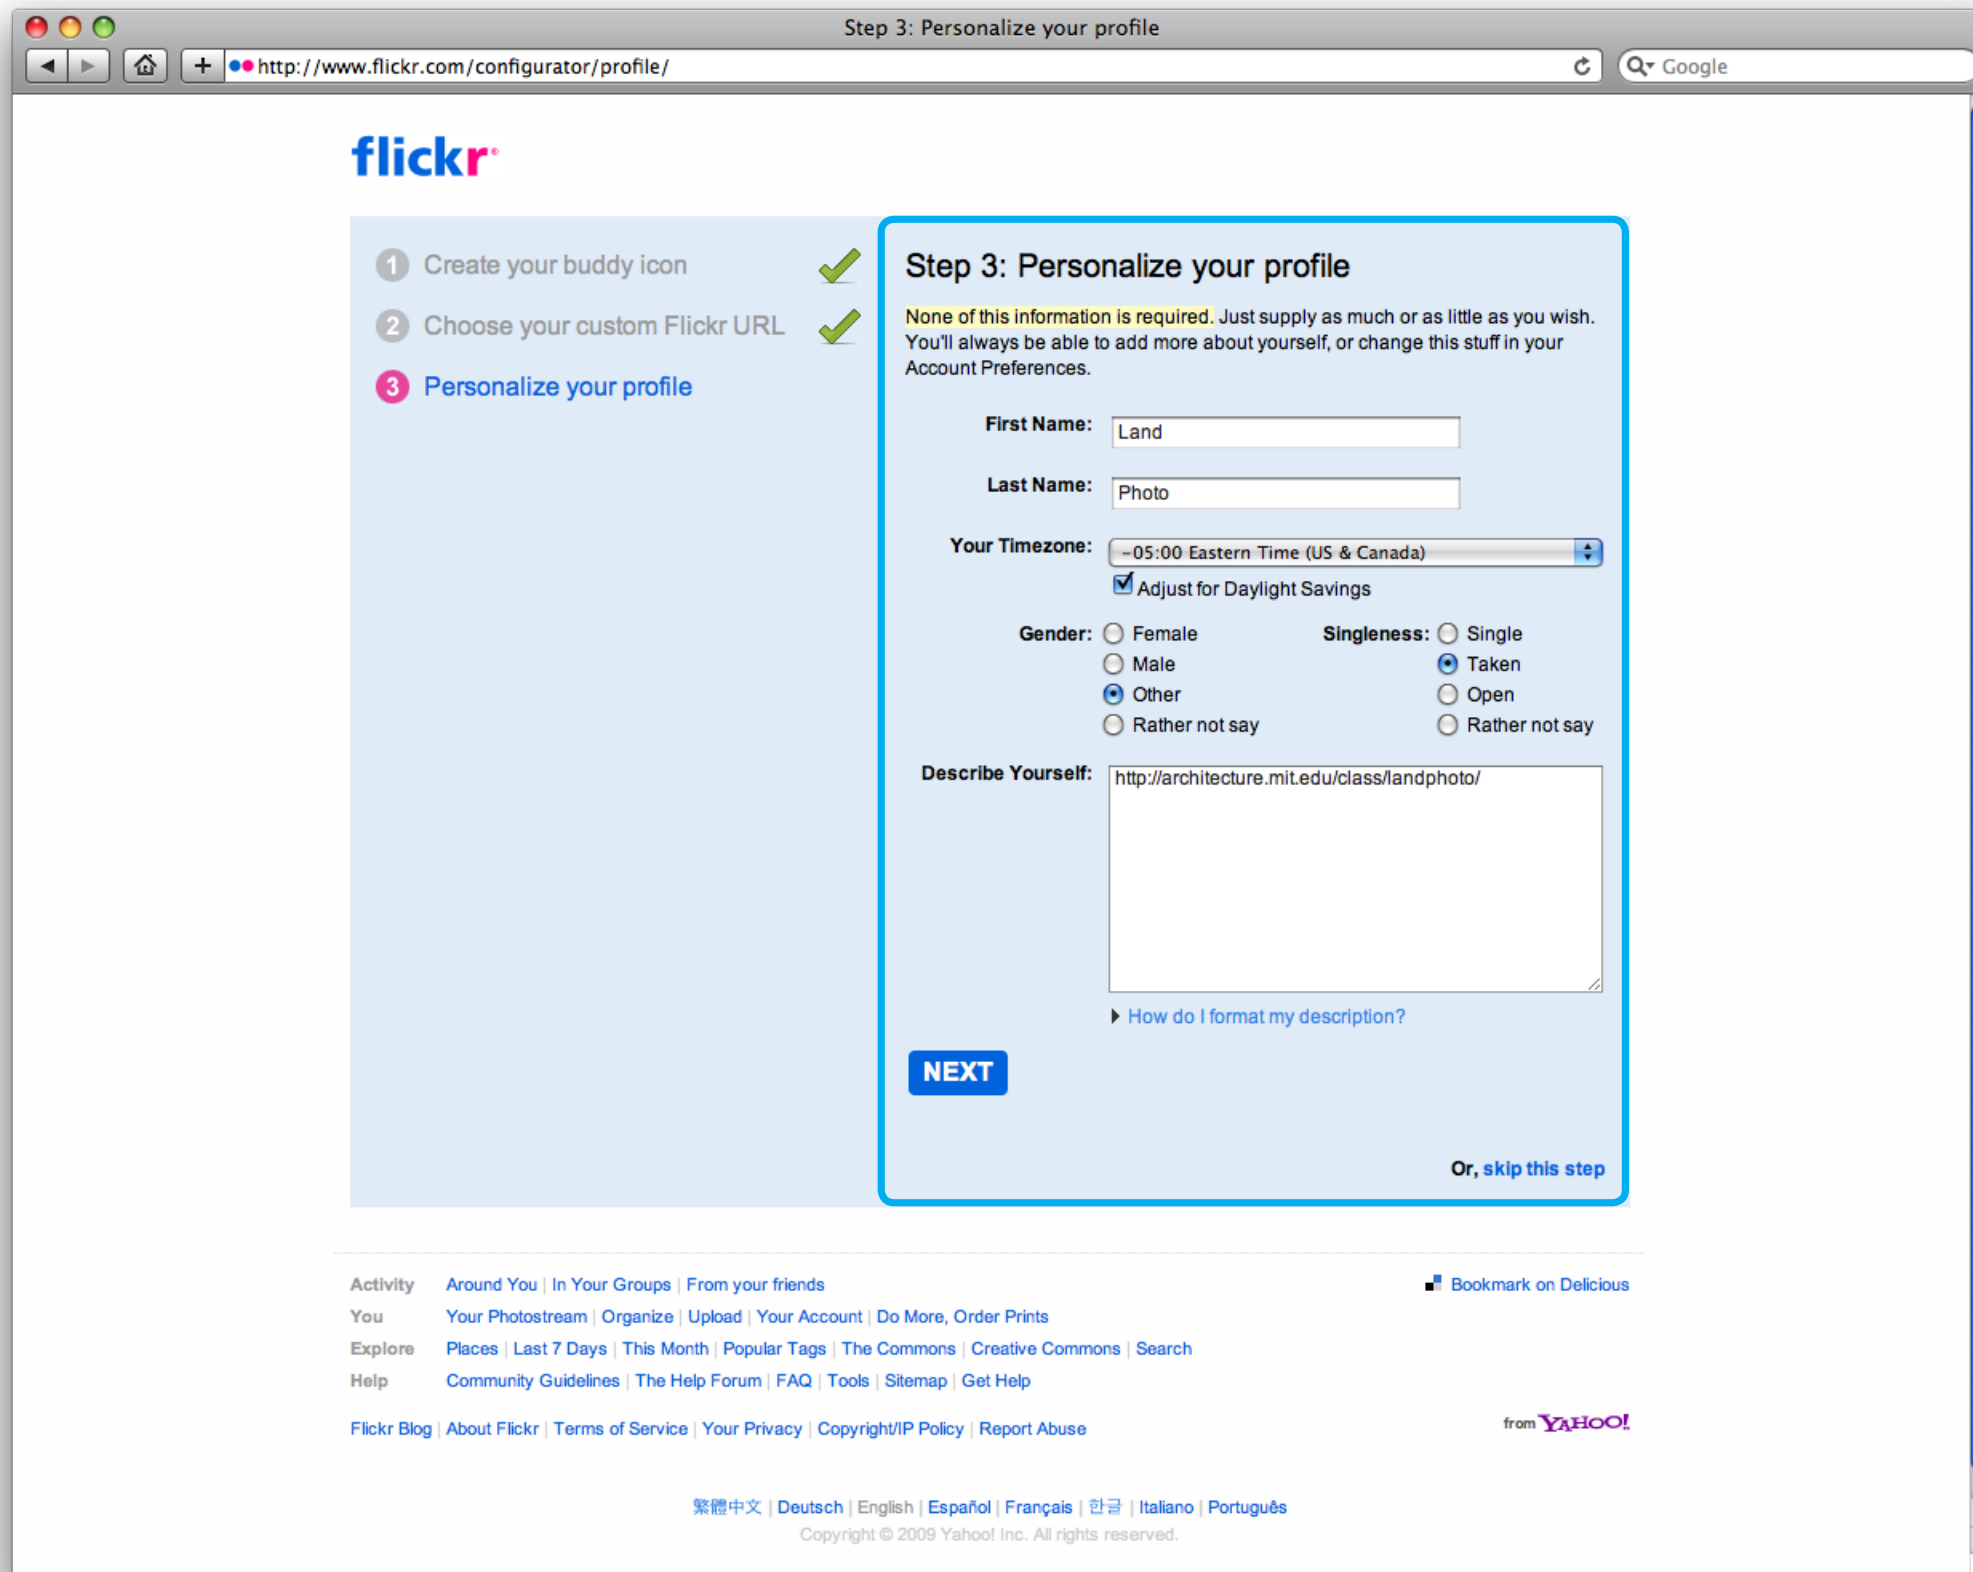 Step 3: Personalize your profile
http://www.flickr.com/configurator/profile/
Google
flickr
1 Create your buddy icon
2 Choose your custom Flickr URL
3 Personalize your profile
Step 3: Personalize your profile
None of this information is required. Just supply as much or as little as you wish.
You'll always be able to add more about yourself, or change this stuff in your
Account Preferences.
First Name: Land
Last Name: Photo
Your Timezone: -05:00 Eastern Time (US & Canada)
Adjust for Daylight Savings
Gender: Female Singleness: Single
Male Taken
Other Open
Rather not say Rather not say
Describe Yourself: http://architecture.mit.edu/class/landphoto/
How do I format my description?
NEXT
Or, skip this step
Activity Around You | In Your Groups | From your friends Bookmark on Delicious
You Your Photostream | Organize | Upload | Your Account | Do More, Order Prints
Explore Places | Last 7 Days | This Month | Popular Tags | The Commons | Creative Commons | Search
Help Community Guidelines | The Help Forum | FAQ | Tools | Sitemap | Get Help
Flickr Blog | About Flickr | Terms of Service | Your Privacy | Copyright/IP Policy | Report Abuse from YAHOO!
繁體中文 | Deutsch | English | Español | Français | 한글 | Italiano | Português
Copyright © 2009 Yahoo! Inc. All rights reserved.